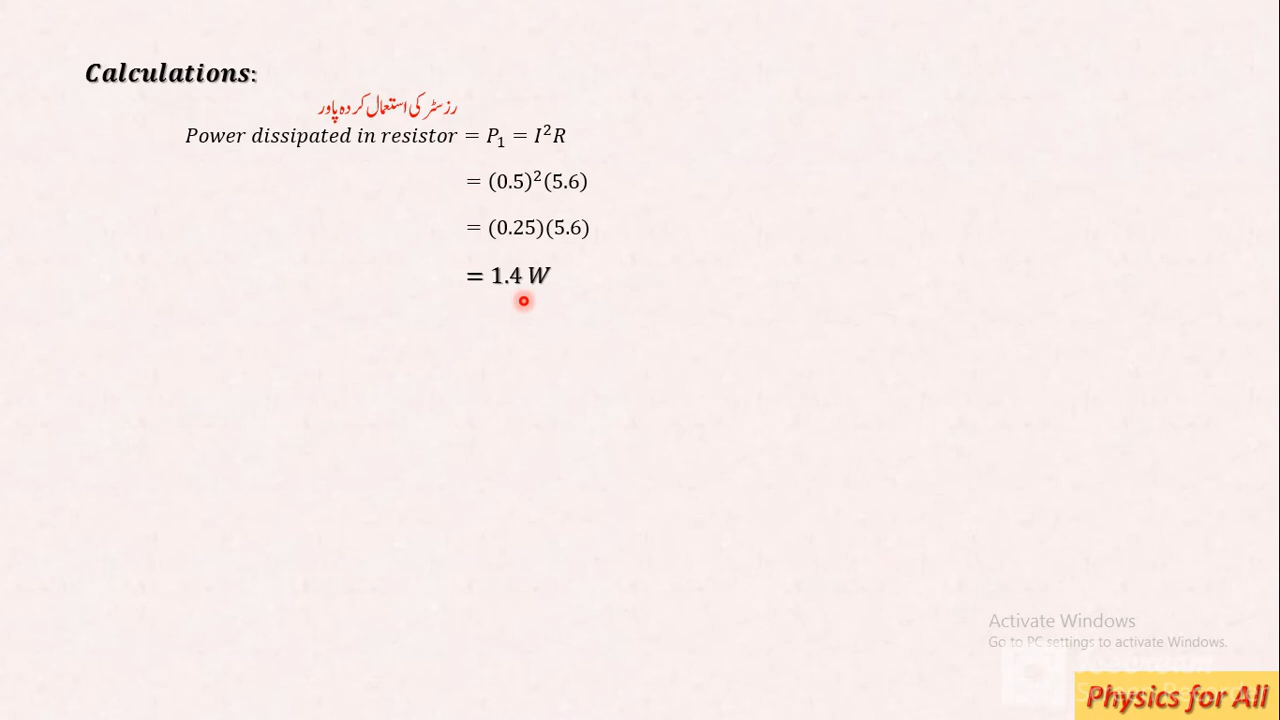 Calculations:
رزسٹر کی استعمال کردہ پاور
Power dissipated in resistor = P₁ = I²R
= (0.5)²(5.6)
= (0.25)(5.6)
= 1.4 W
Activate Windows
Go to PC settings to activate Windows.
Physics for All